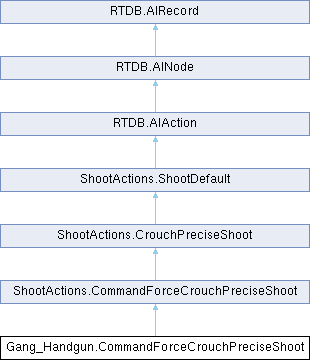 RTDB.AIRecord
RTDB.AINode
RTDB.AIAction
ShootActions.ShootDefault
ShootActions.CrouchPreciseShoot
ShootActions.CommandForceCrouchPreciseShoot
Gang_Handgun.CommandForceCrouchPreciseShoot